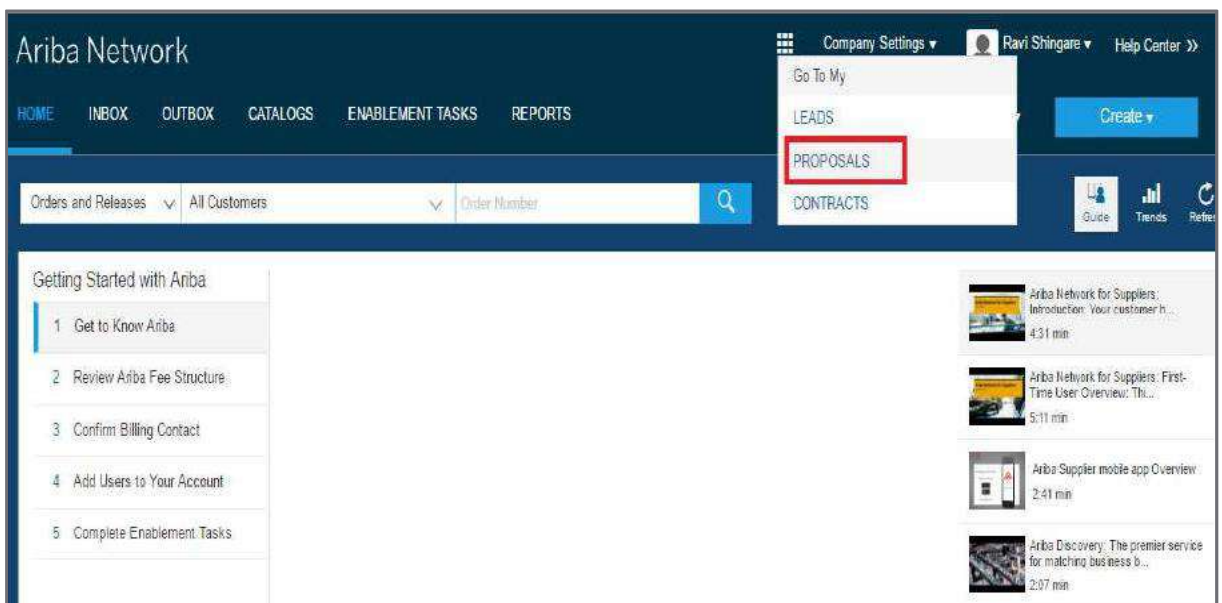 Ariba Network
Company Settings
Ravi Shingare
Help Center »
Go To My
LEADS
PROPOSALS
CONTRACTS
HOME INBOX OUTBOX CATALOGS ENABLEMENT TASKS REPORTS
Create
Orders and Releases
All Customers
Order Number
Guide
Trends
Refre
Getting Started with Ariba
1 Get to Know Ariba
2 Review Ariba Fee Structure
3 Confirm Billing Contact
4 Add Users to Your Account
5 Complete Enablement Tasks
Ariba Network for Suppliers:
Introduction: Your customer h...
4:31 min
Ariba Network for Suppliers: First-
Time User Overview: Thi...
5:11 min
Ariba Supplier mobile app Overview
2:41 min
Ariba Discovery: The premier service
for matching business b...
2:07 min